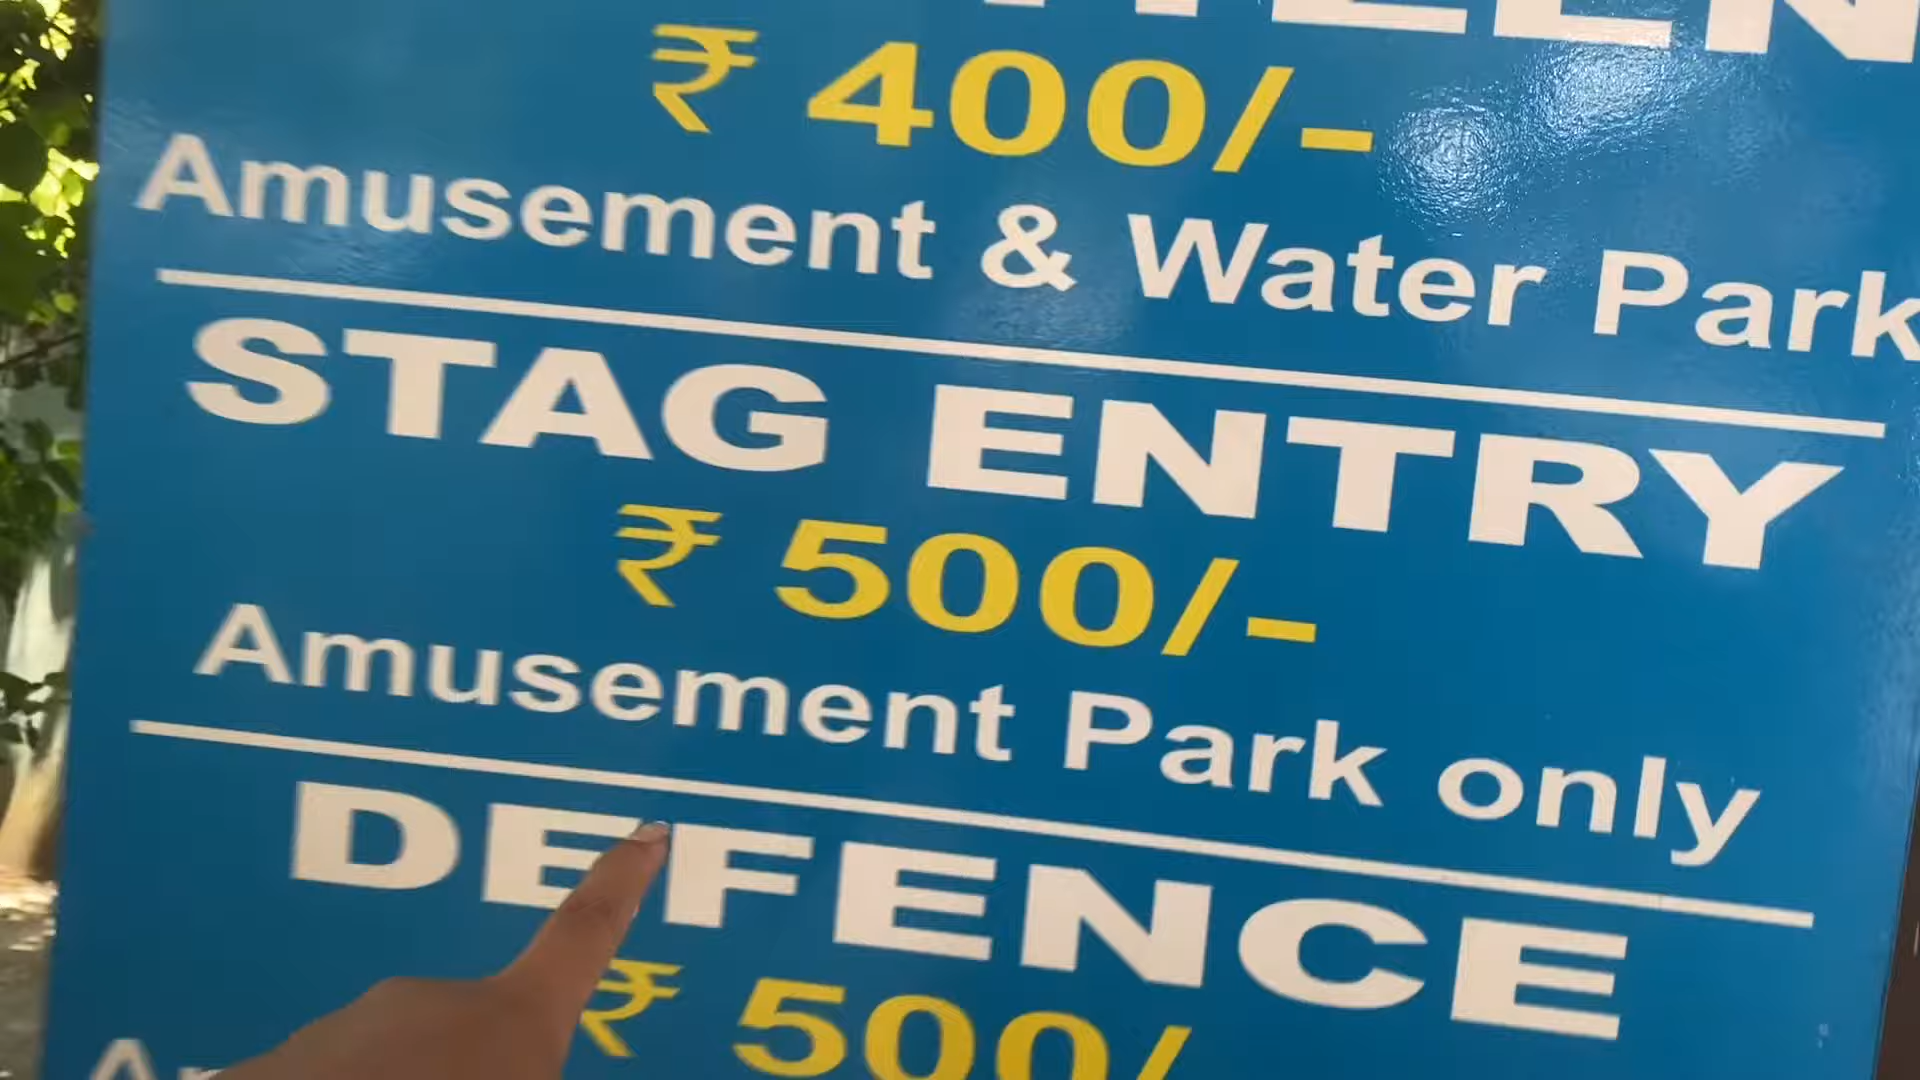 ₹ 400/-
Amusement & Water Park
STAG ENTRY
₹ 500/-
Amusement Park only
DEFENCE
₹ 500/